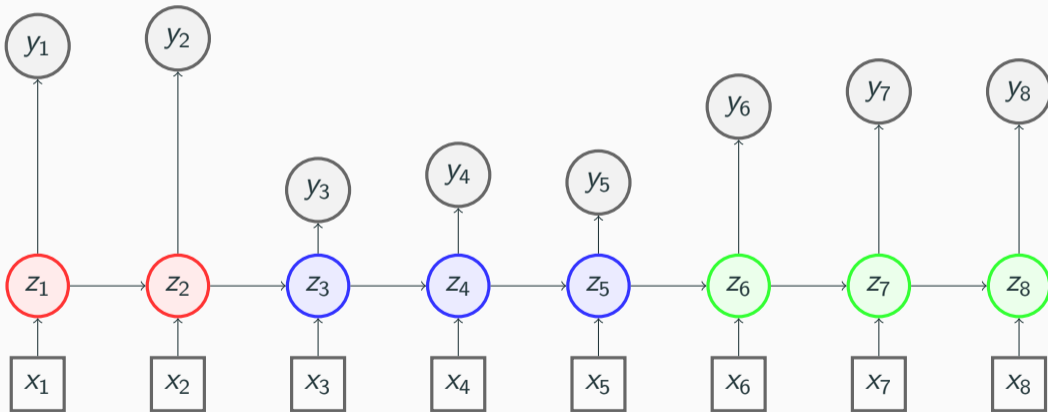 y₁ y₂ y₃ y₄ y₅ y₆ y₇ y₈
z₁ z₂ z₃ z₄ z₅ z₆ z₇ z₈
x₁ x₂ x₃ x₄ x₅ x₆ x₇ x₈